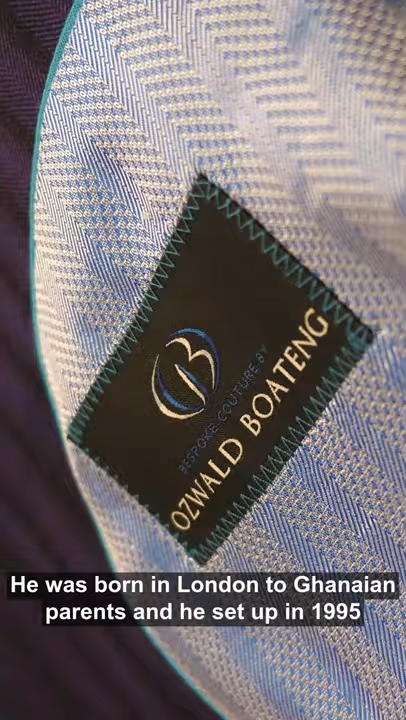 B
BESPOKE COUTURE BY
OZWALD BOATENG
He was born in London to Ghanaian
parents and he set up in 1995